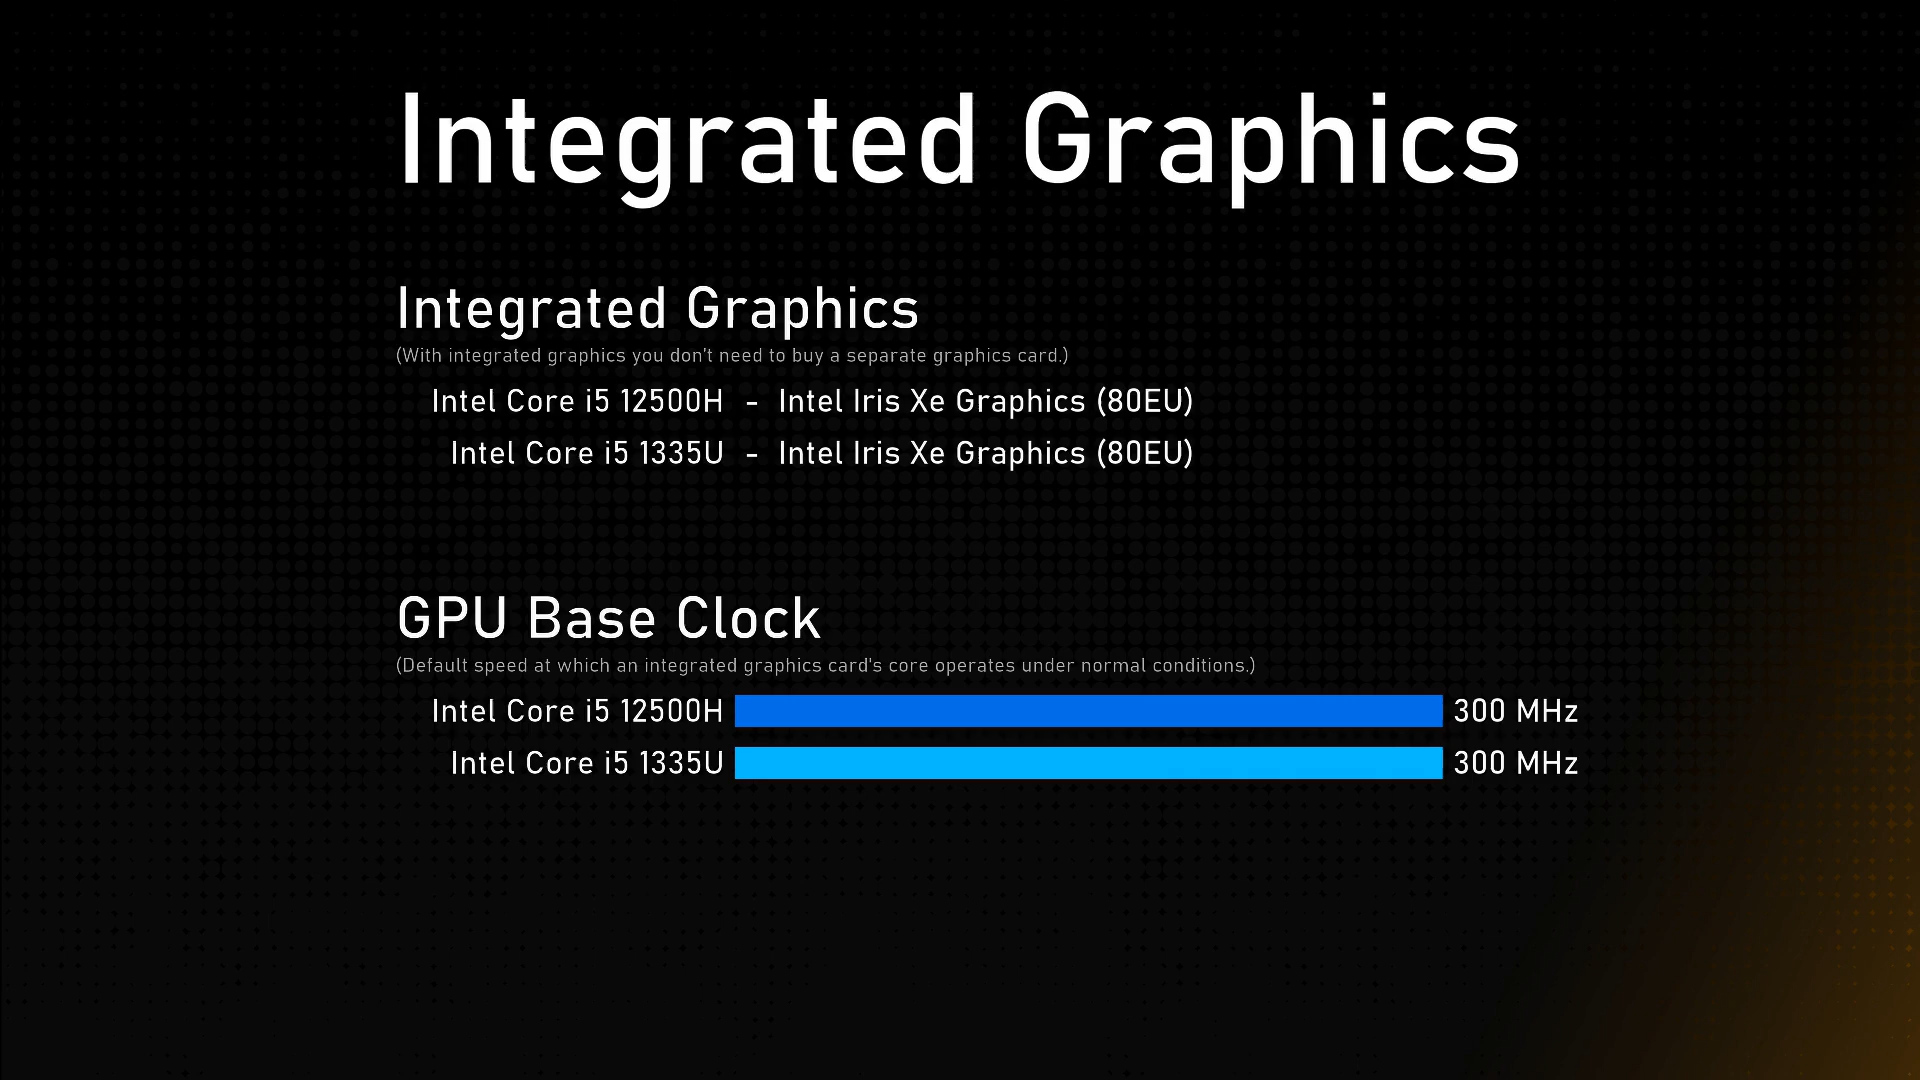 Integrated Graphics
Integrated Graphics
(With integrated graphics you don't need to buy a separate graphics card.)
Intel Core i5 12500H - Intel Iris Xe Graphics (80EU)
Intel Core i5 1335U - Intel Iris Xe Graphics (80EU)
GPU Base Clock
(Default speed at which an integrated graphics card's core operates under normal conditions.)
Intel Core i5 12500H 300 MHz
Intel Core i5 1335U 300 MHz